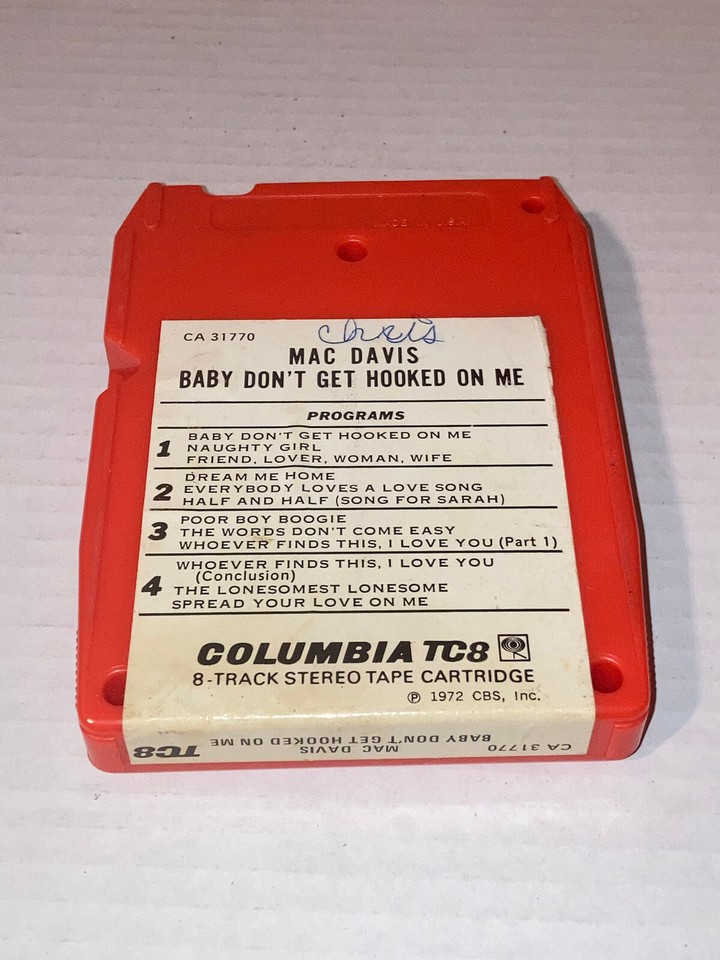 MADE IN U.S.A.
CA 31770
Chris
MAC DAVIS
BABY DON'T GET HOOKED ON ME
PROGRAMS
1
BABY DON'T GET HOOKED ON ME
NAUGHTY GIRL
FRIEND, LOVER, WOMAN, WIFE
2
DREAM ME HOME
EVERYBODY LOVES A LOVE SONG
HALF AND HALF (SONG FOR SARAH)
3
POOR BOY BOOGIE
THE WORDS DON'T COME EASY
WHOEVER FINDS THIS, I LOVE YOU (Part 1)
4
WHOEVER FINDS THIS, I LOVE YOU
(Conclusion)
THE LONESOMEST LONESOME
SPREAD YOUR LOVE ON ME
COLUMBIA TC8
8-TRACK STEREO TAPE CARTRIDGE
℗ 1972 CBS, Inc.
CA 31770
MAC DAVIS
BABY DON'T GET HOOKED ON ME
TC8